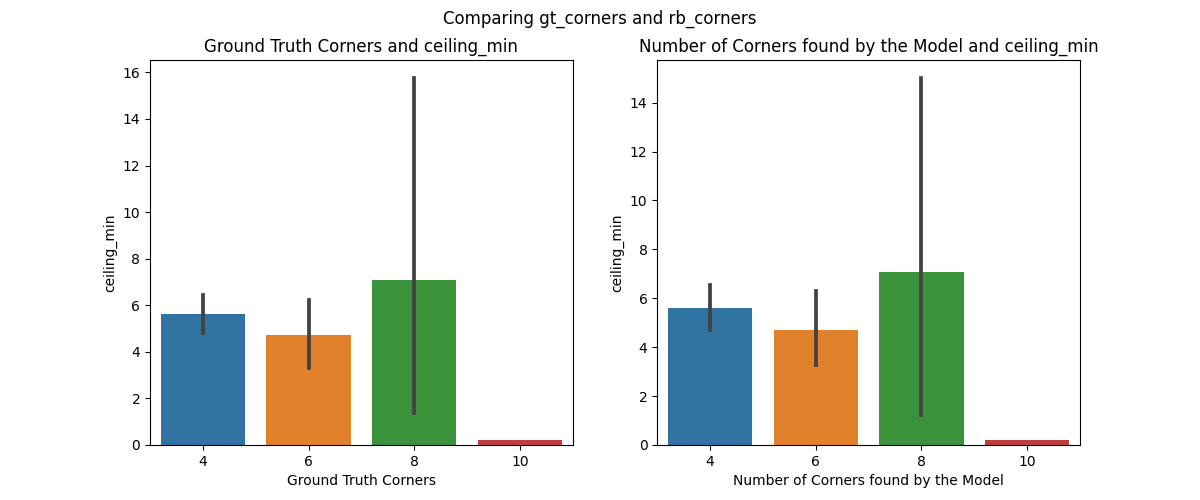 Comparing gt_corners and rb_corners
Ground Truth Corners and ceiling_min
16
14
12
10
8
6
4
2
0
ceiling_min
4 6 8 10
Ground Truth Corners
Number of Corners found by the Model and ceiling_min
14
12
10
8
6
4
2
0
ceiling_min
4 6 8 10
Number of Corners found by the Model